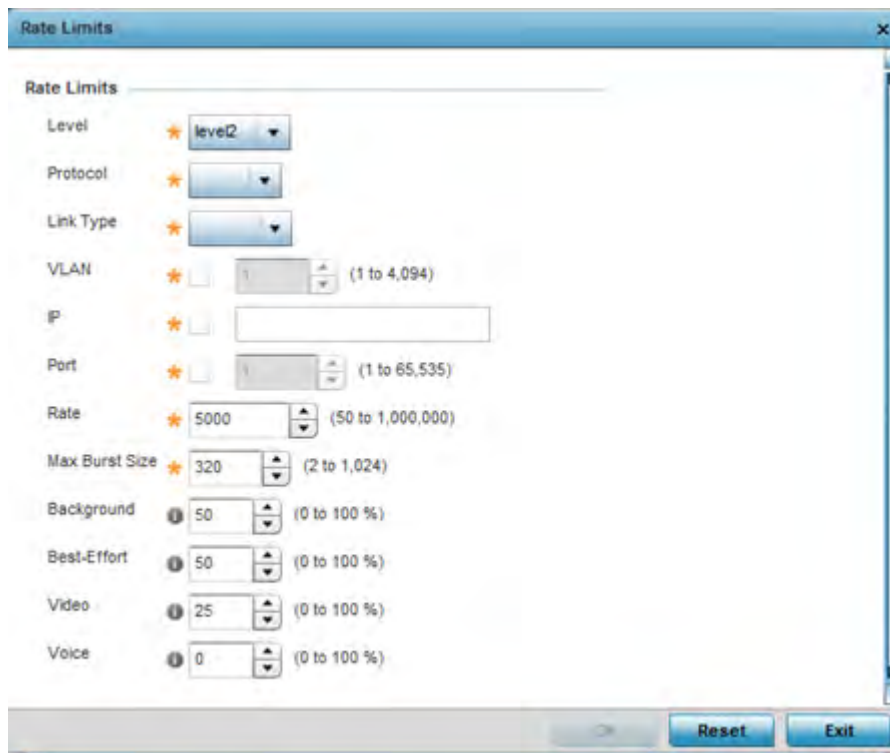 Rate Limits
Rate Limits
Level * level2
Protocol *
Link Type *
VLAN * 1 (1 to 4,094)
IP *
Port * 1 (1 to 65,535)
Rate * 5000 (50 to 1,000,000)
Max Burst Size * 320 (2 to 1,024)
Background i 50 (0 to 100 %)
Best-Effort i 50 (0 to 100 %)
Video i 25 (0 to 100 %)
Voice i 0 (0 to 100 %)
Reset Exit